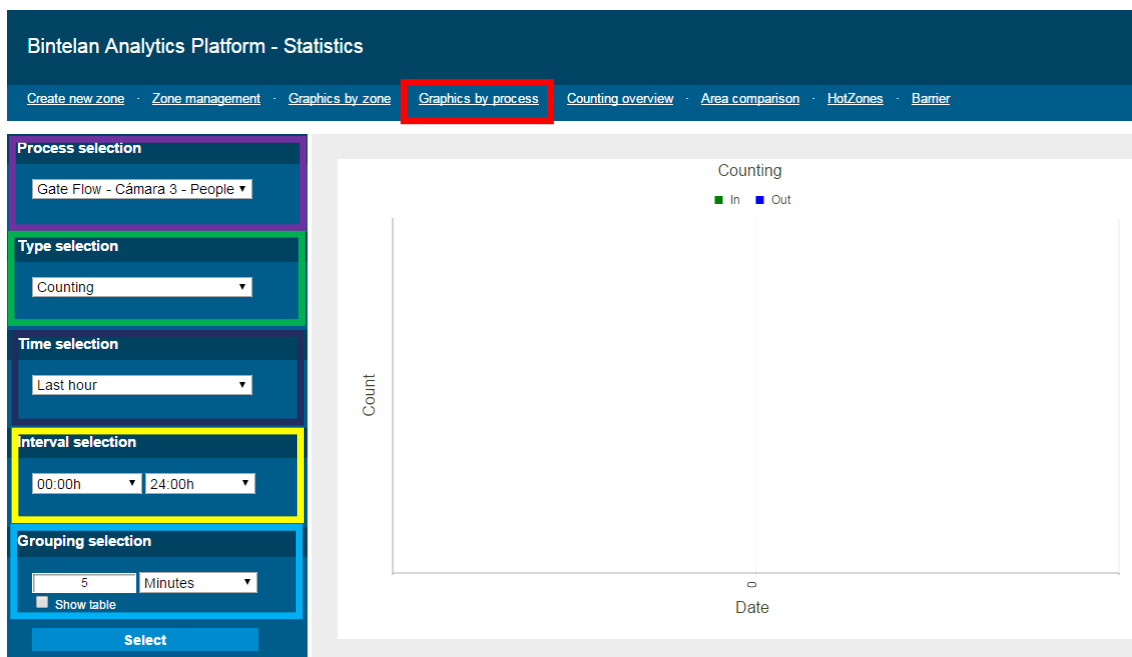 Bintelan Analytics Platform - Statistics
Create new zone · Zone management · Graphics by zone Graphics by process Counting overview · Area comparison · HotZones · Barrier
Process selection
Gate Flow - Cámara 3 - People
Type selection
Counting
Time selection
Last hour
Interval selection
00:00h 24:00h
Grouping selection
5 Minutes
Show table
Select
Counting
In Out
Count
0
Date